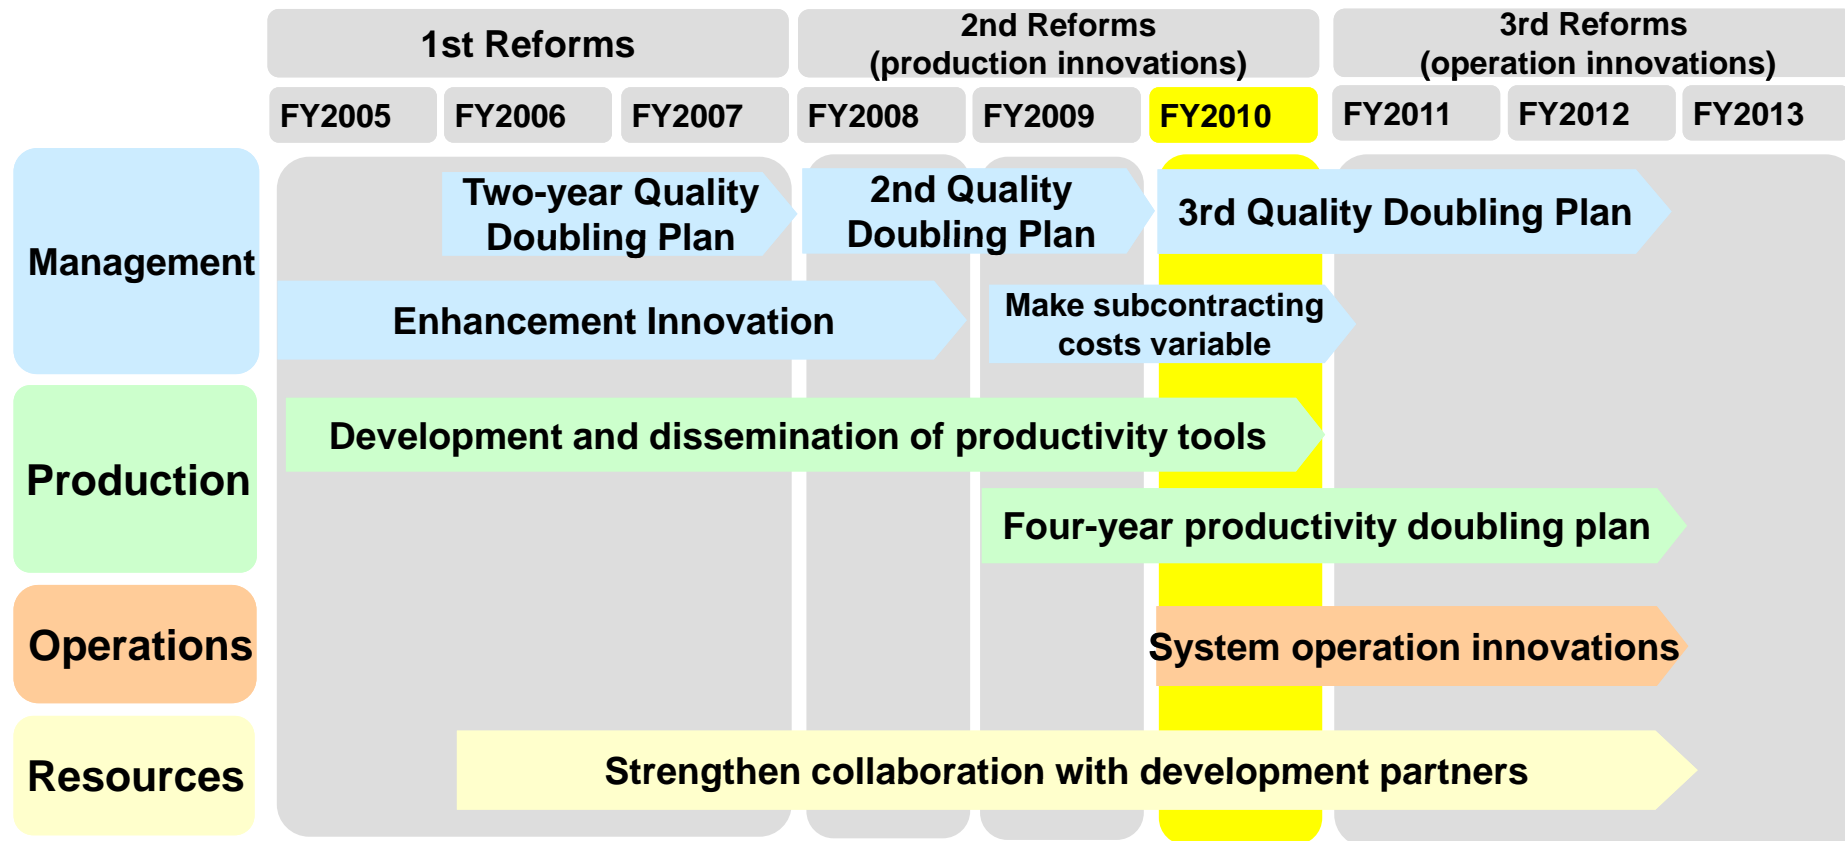 1st Reforms
2nd Reforms
(production innovations)
3rd Reforms
(operation innovations)
FY2005
FY2006
FY2007
FY2008
FY2009
FY2010
FY2011
FY2012
FY2013
Management
Two-year Quality
Doubling Plan
2nd Quality
Doubling Plan
3rd Quality Doubling Plan
Enhancement Innovation
Make subcontracting
costs variable
Production
Development and dissemination of productivity tools
Four-year productivity doubling plan
Operations
System operation innovations
Resources
Strengthen collaboration with development partners